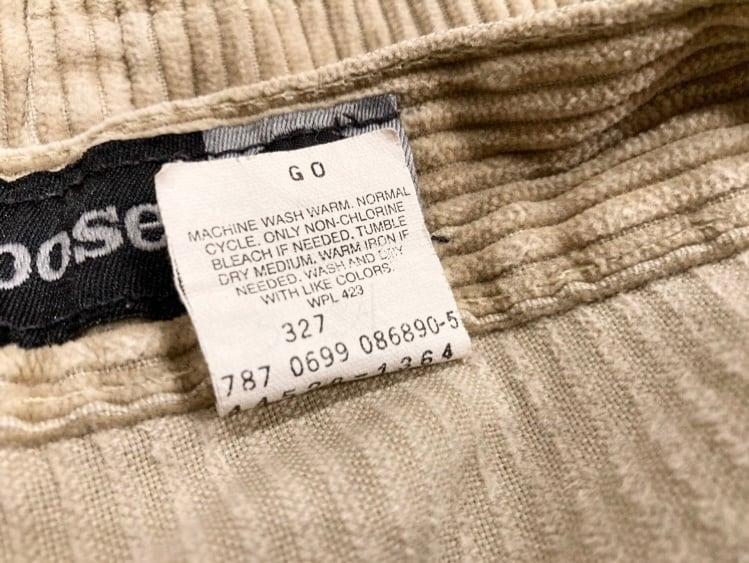 oose
G O
MACHINE WASH WARM. NORMAL
CYCLE. ONLY NON-CHLORINE
BLEACH IF NEEDED. TUMBLE
DRY MEDIUM. WARM IRON IF
NEEDED. WASH AND DRY
WITH LIKE COLORS.
WPL 423
327
787 0699 086890-5